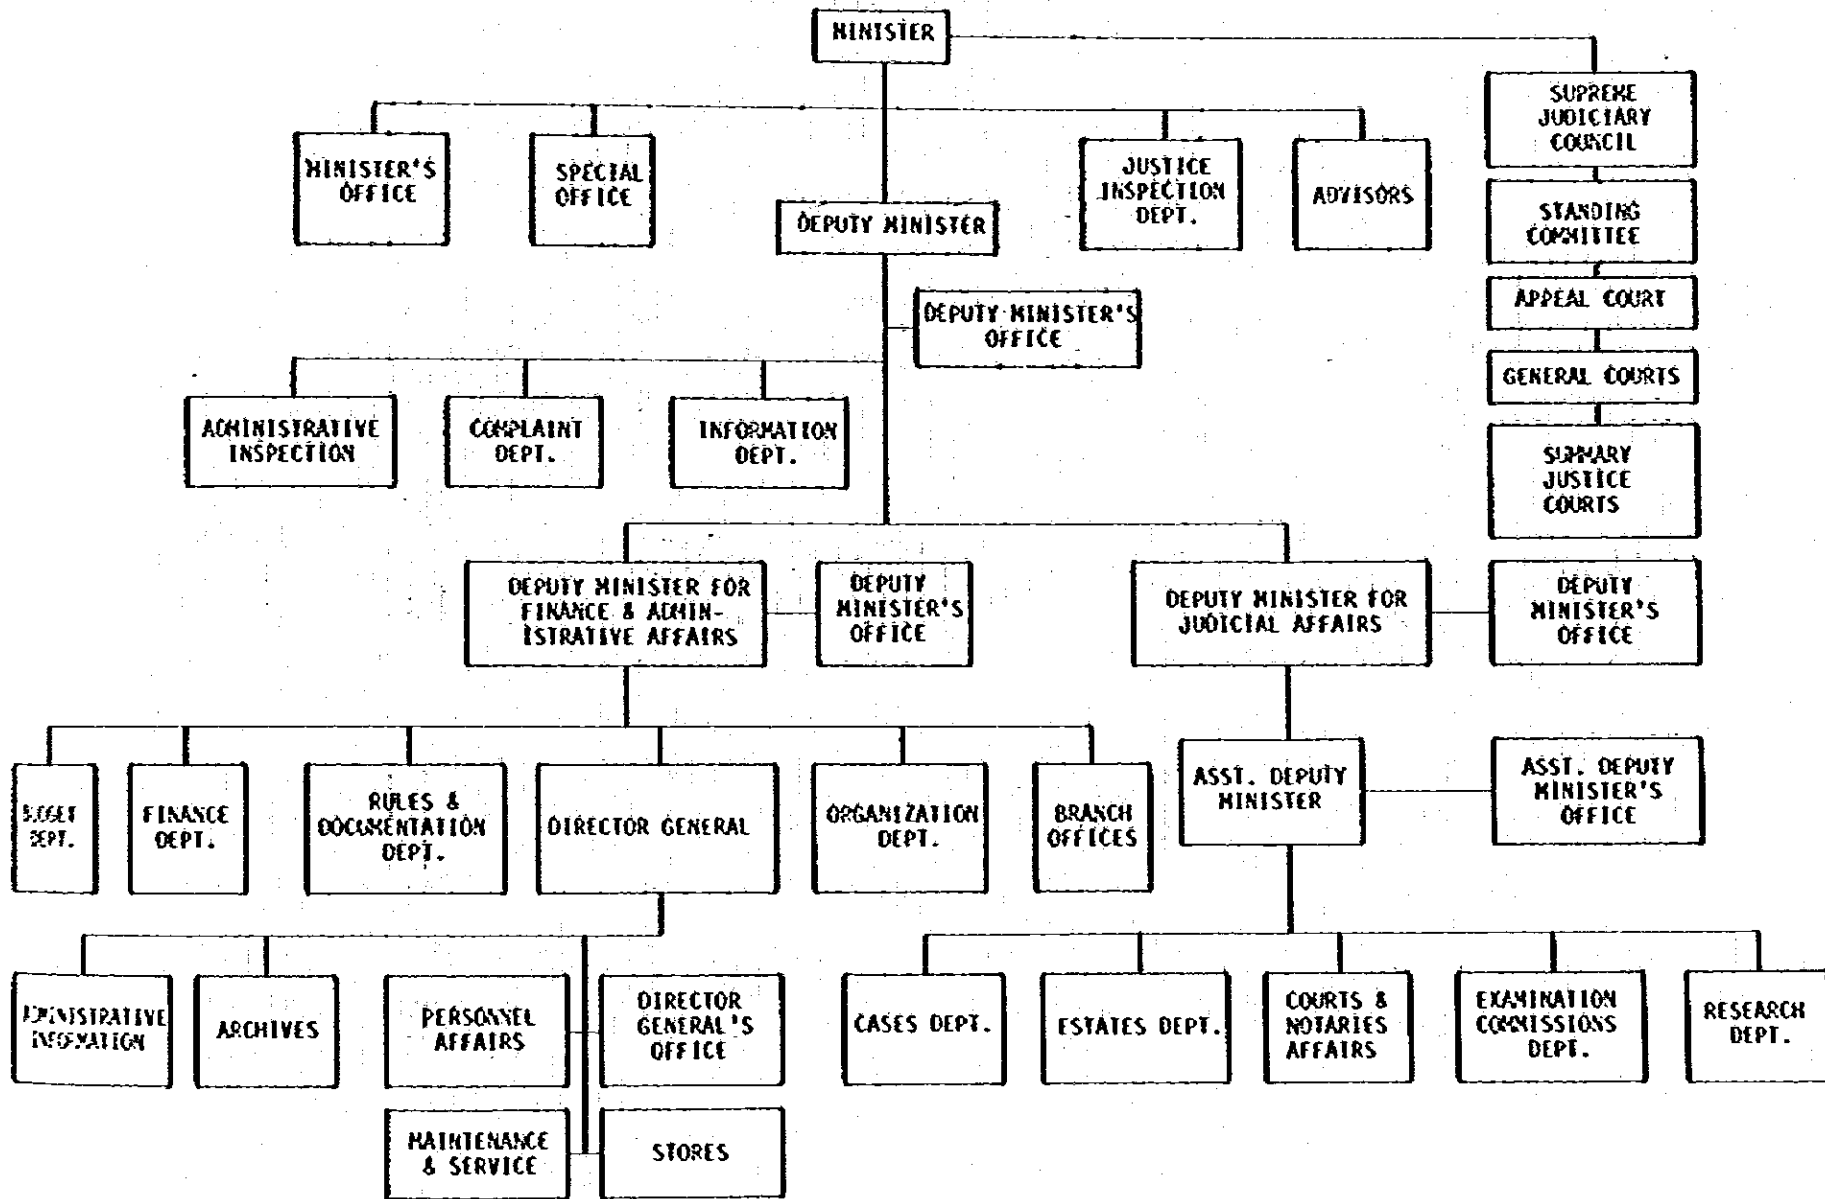 MINISTER
SUPREME
JUDICIARY
COUNCIL
MINISTER'S
OFFICE
SPECIAL
OFFICE
JUSTICE
INSPECTION
DEPT.
ADVISORS
DEPUTY MINISTER
STANDING
COMMITTEE
DEPUTY MINISTER'S
OFFICE
APPEAL COURT
GENERAL COURTS
ADMINISTRATIVE
INSPECTION
COMPLAINT
DEPT.
INFORMATION
DEPT.
SUMMARY
JUSTICE
COURTS
DEPUTY MINISTER FOR
FINANCE & ADMIN-
ISTRATIVE AFFAIRS
DEPUTY
MINISTER'S
OFFICE
DEPUTY MINISTER FOR
JUDICIAL AFFAIRS
DEPUTY
MINISTER'S
OFFICE
BUDGET
DEPT.
FINANCE
DEPT.
RULES &
DOCUMENTATION
DEPT.
DIRECTOR GENERAL
ORGANIZATION
DEPT.
BRANCH
OFFICES
ASST. DEPUTY
MINISTER
ASST. DEPUTY
MINISTER'S
OFFICE
ADMINISTRATIVE
INFOMATION
ARCHIVES
PERSONNEL
AFFAIRS
DIRECTOR
GENERAL'S
OFFICE
CASES DEPT.
ESTATES DEPT.
COURTS &
NOTARIES
AFFAIRS
EXAMINATION
COMMISSIONS
DEPT.
RESEARCH
DEPT.
MAINTENANCE
& SERVICE
STORES